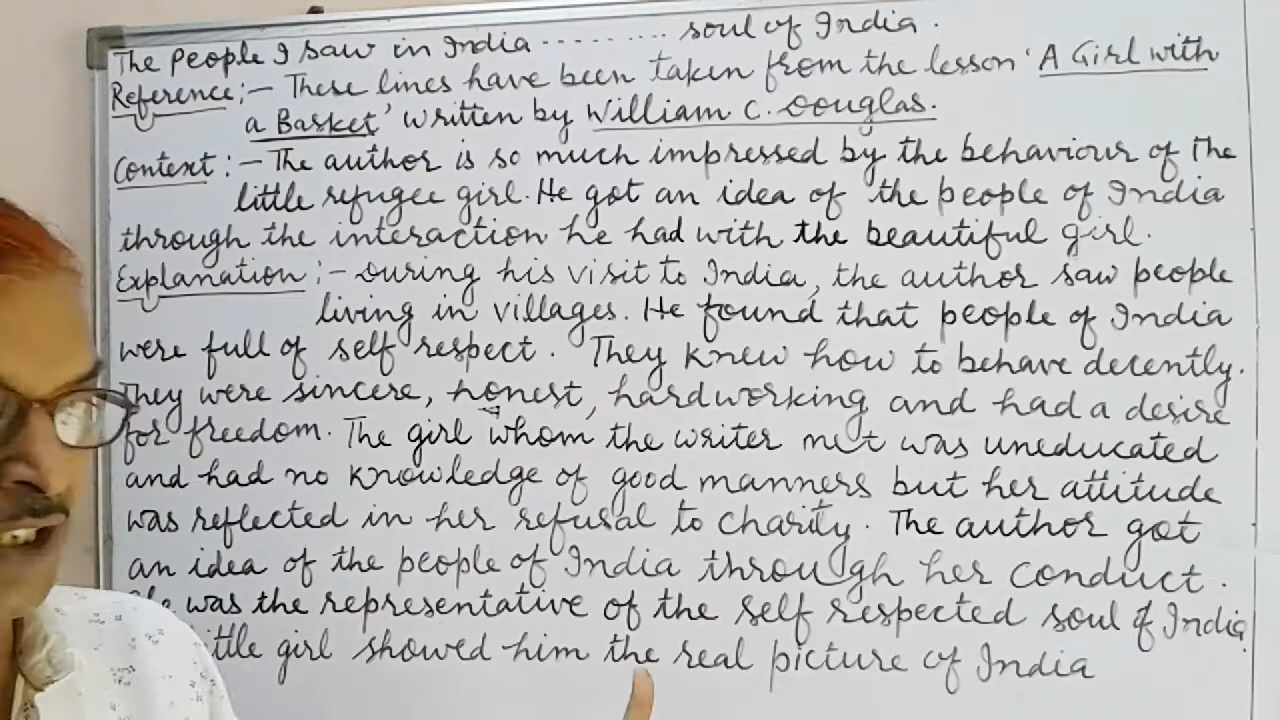 The People I saw in India .......... soul of India.
Reference:- These lines have been taken from the lesson 'A Girl with
a Basket' written by William C. Douglas.
Context:- The author is so much impressed by the behaviour of the
little refugee girl. He got an idea of the people of India
through the interaction he had with the beautiful girl.
Explanation:- During his visit to India, the author saw people
living in villages. He found that people of India
were full of self respect. They knew how to behave decently.
They were sincere, honest, hardworking and had a desire
for freedom. The girl whom the writer met was uneducated
and had no knowledge of good manners but her attitude
was reflected in her refusal to charity. The author got
an idea of the people of India through her conduct.
was the representative of the self respected soul of India.
girl showed him the real picture of India